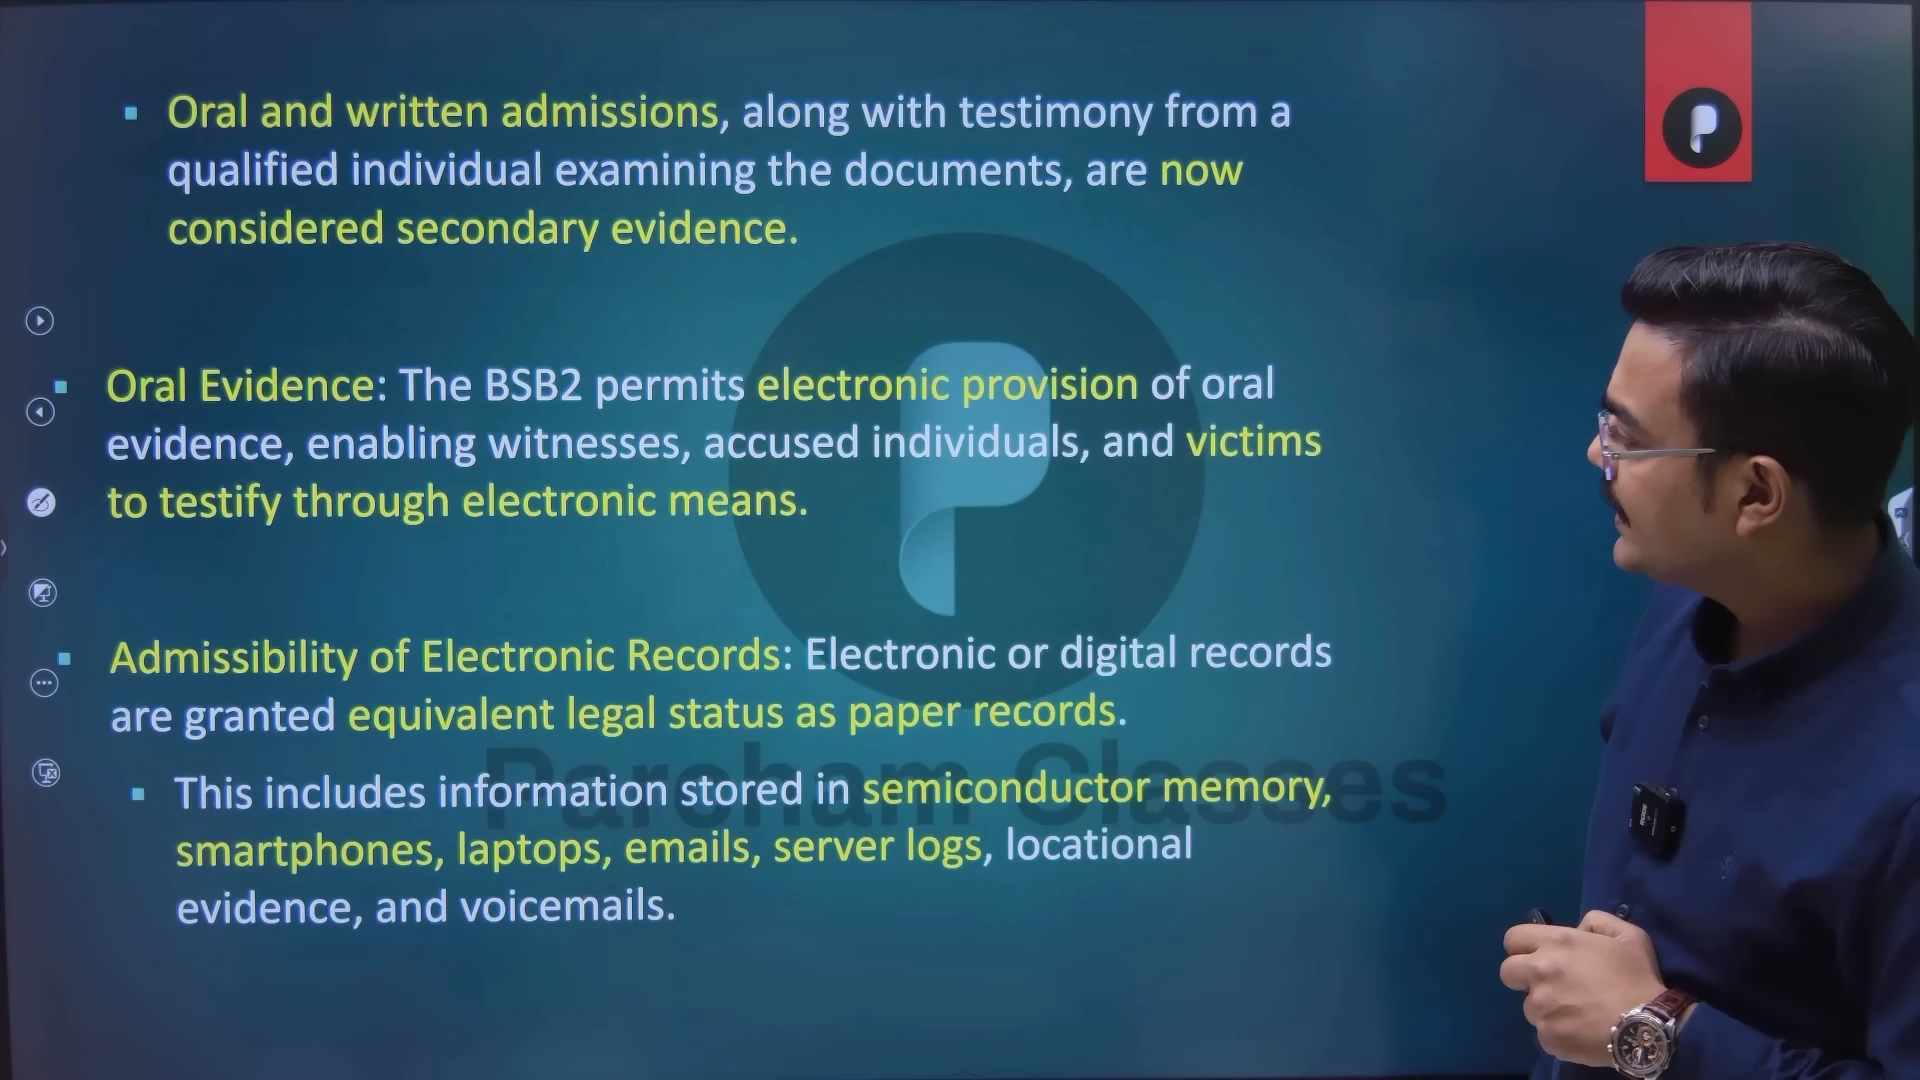 Oral and written admissions, along with testimony from a
qualified individual examining the documents, are now
considered secondary evidence.
Oral Evidence: The BSB2 permits electronic provision of oral
evidence, enabling witnesses, accused individuals, and victims
to testify through electronic means.
Admissibility of Electronic Records: Electronic or digital records
are granted equivalent legal status as paper records.
Parcham Classes
This includes information stored in semiconductor memory,
smartphones, laptops, emails, server logs, locational
evidence, and voicemails.
RØDE